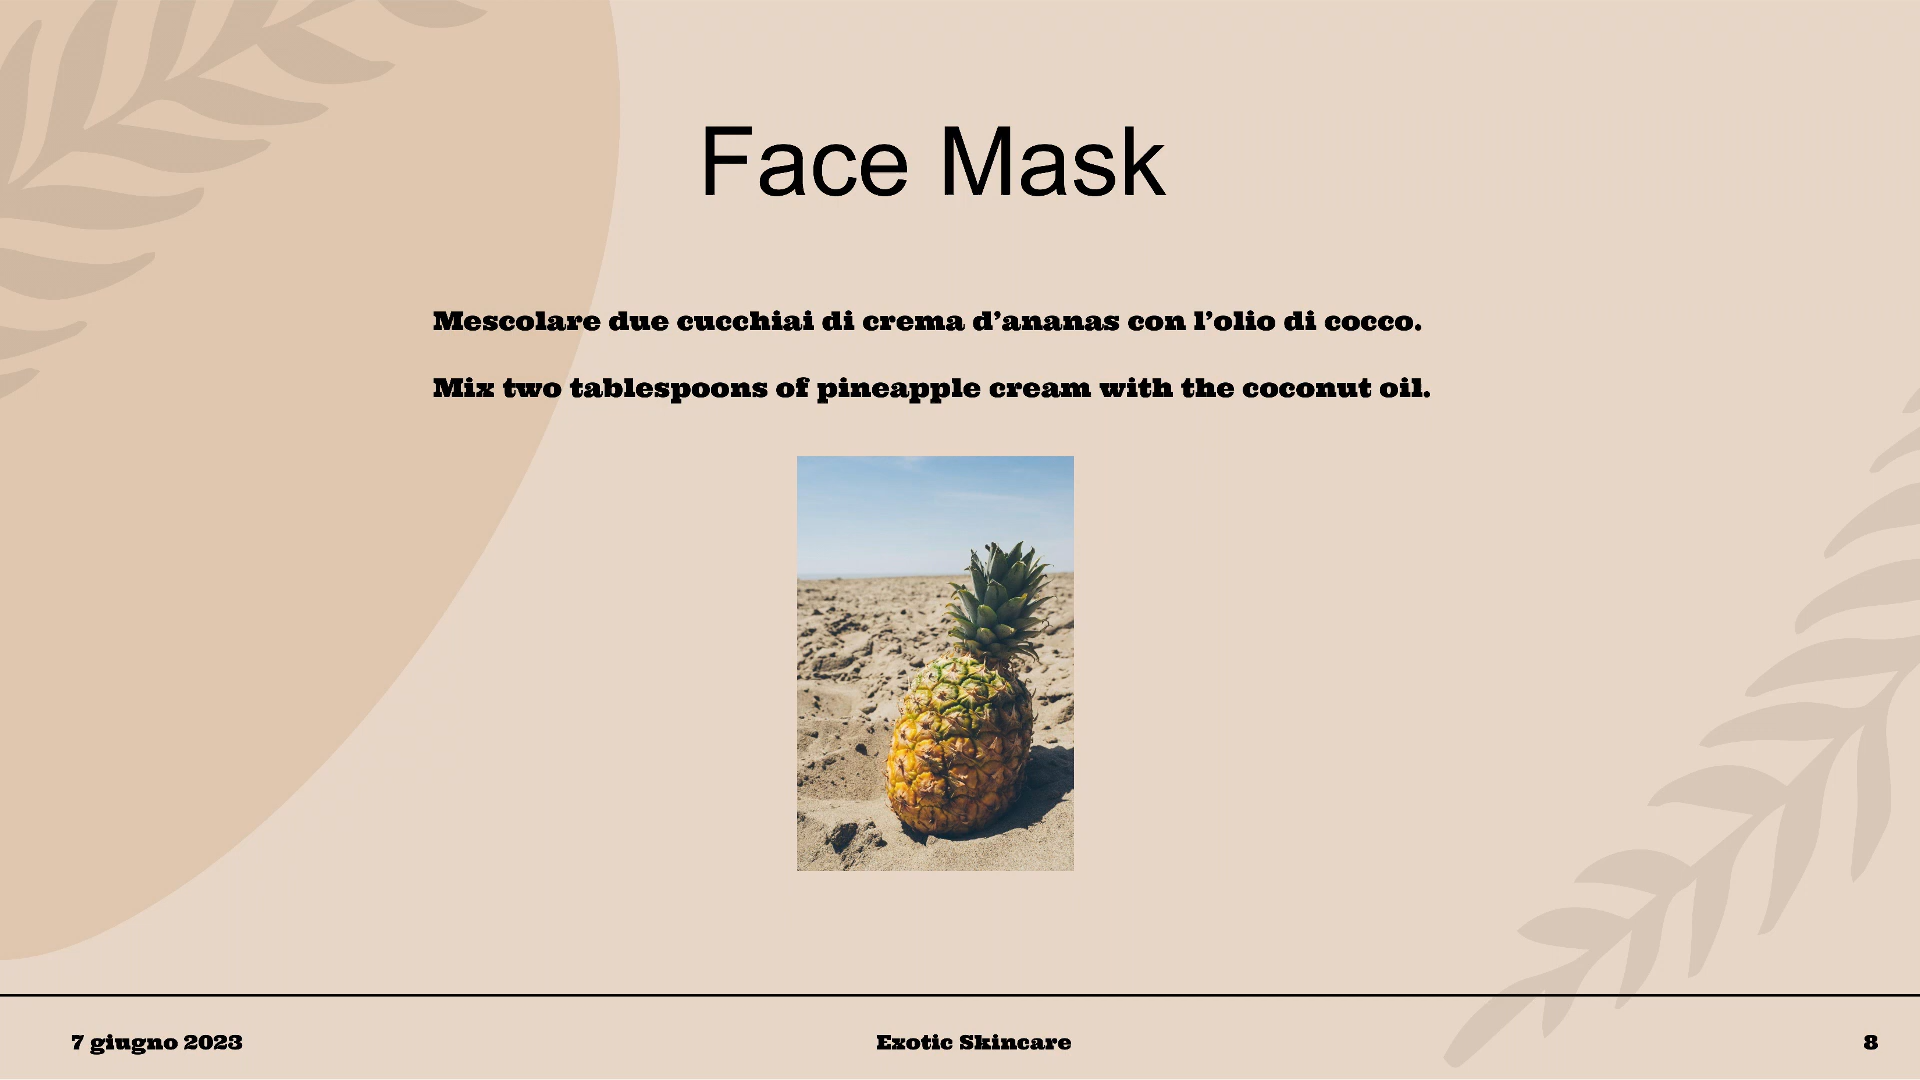 Face Mask
Mescolare due cucchiai di crema d’ananas con l’olio di cocco.
Mix two tablespoons of pineapple cream with the coconut oil.
7 giugno 2023
Exotic Skincare
8